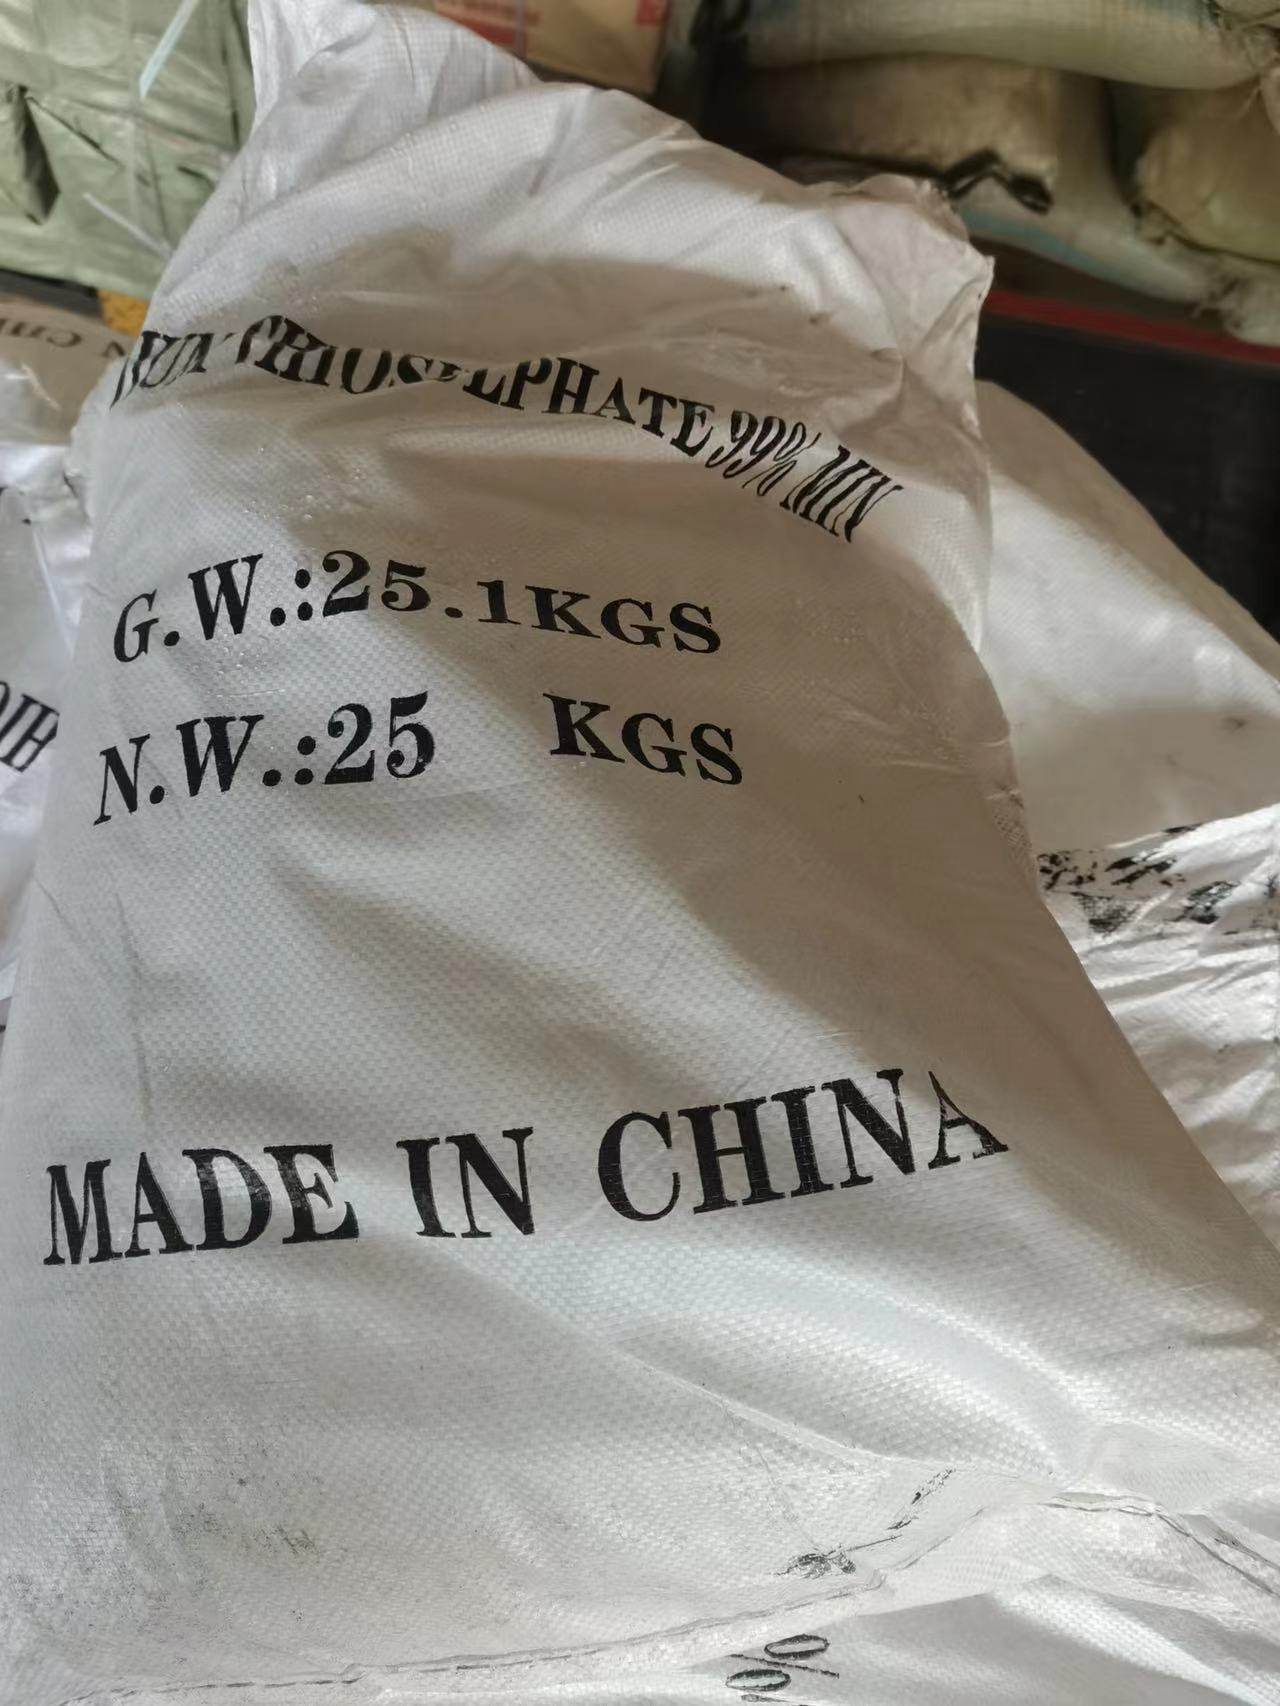 THIOSULPHATE 99% MIN
G.W.:25.1KGS
N.W.:25 KGS
MADE IN CHINA
%